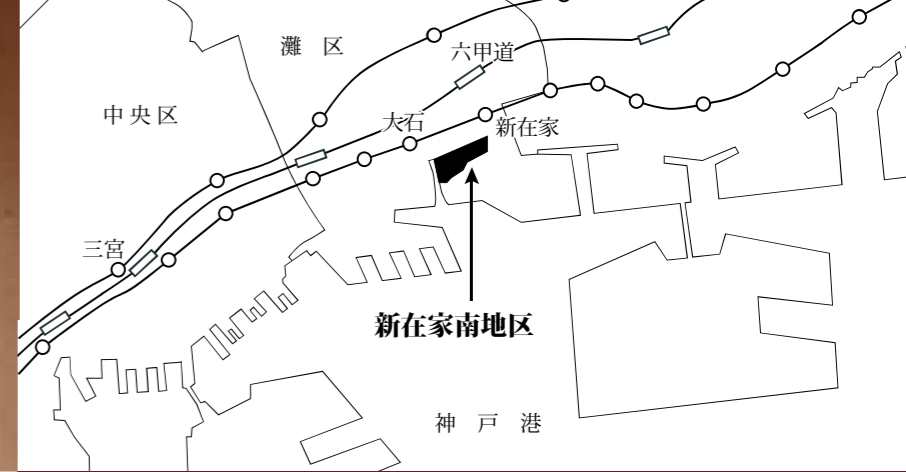 灘 区
六甲道
中央区
大石
新在家
三宮
新在家南地区
神 戸 港